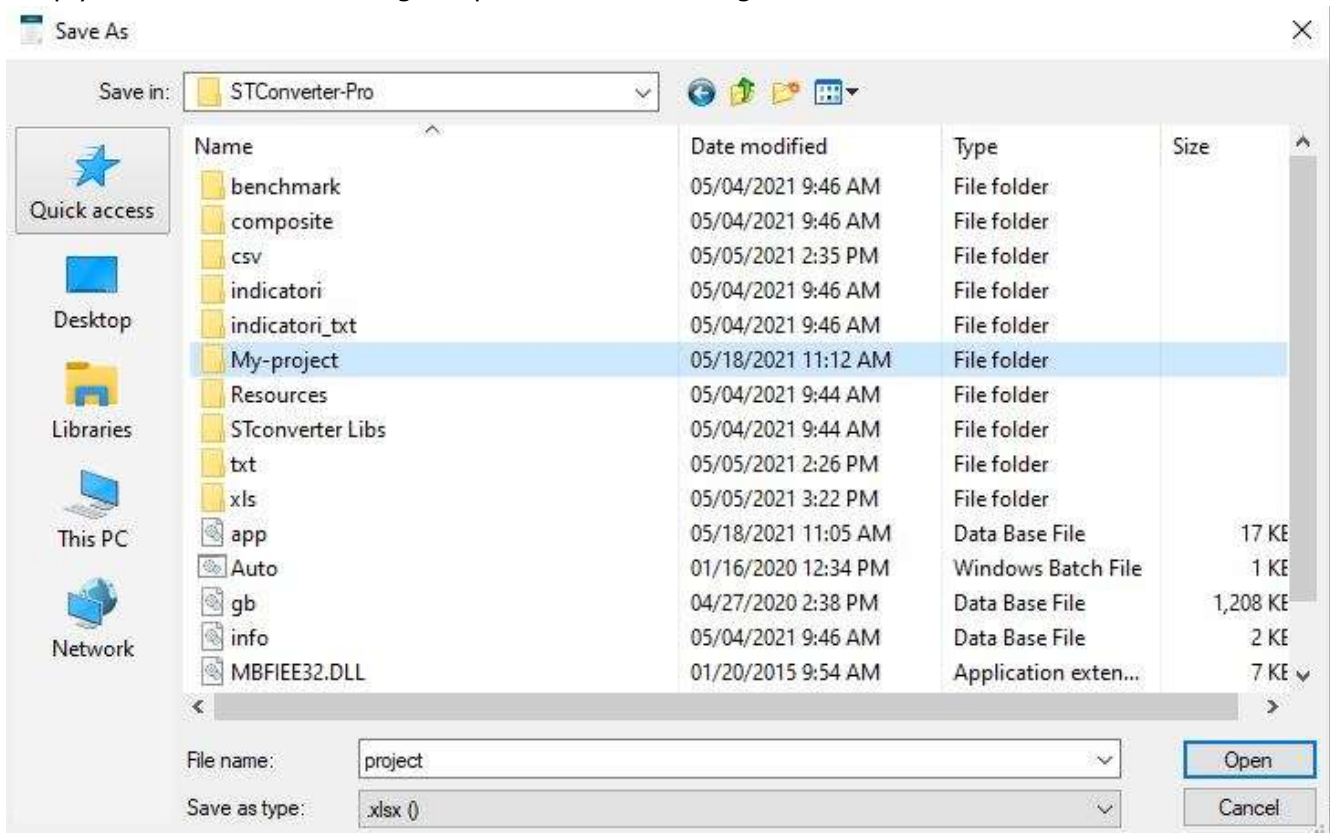 Save As
Save in: STConverter-Pro
Name Date modified Type Size
benchmark 05/04/2021 9:46 AM File folder
composite 05/04/2021 9:46 AM File folder
csv 05/05/2021 2:35 PM File folder
indicatori 05/04/2021 9:46 AM File folder
indicatori_txt 05/04/2021 9:46 AM File folder
My-project 05/18/2021 11:12 AM File folder
Resources 05/04/2021 9:44 AM File folder
STconverter Libs 05/04/2021 9:44 AM File folder
txt 05/05/2021 2:26 PM File folder
xls 05/05/2021 3:22 PM File folder
app 05/18/2021 11:05 AM Data Base File 17 KB
Auto 01/16/2020 12:34 PM Windows Batch File 1 KB
gb 04/27/2020 2:38 PM Data Base File 1,208 KB
info 05/04/2021 9:46 AM Data Base File 2 KB
MBFIEE32.DLL 01/20/2015 9:54 AM Application exten... 7 KB
Quick access
Desktop
Libraries
This PC
Network
File name: project Open
Save as type: .xlsx () Cancel